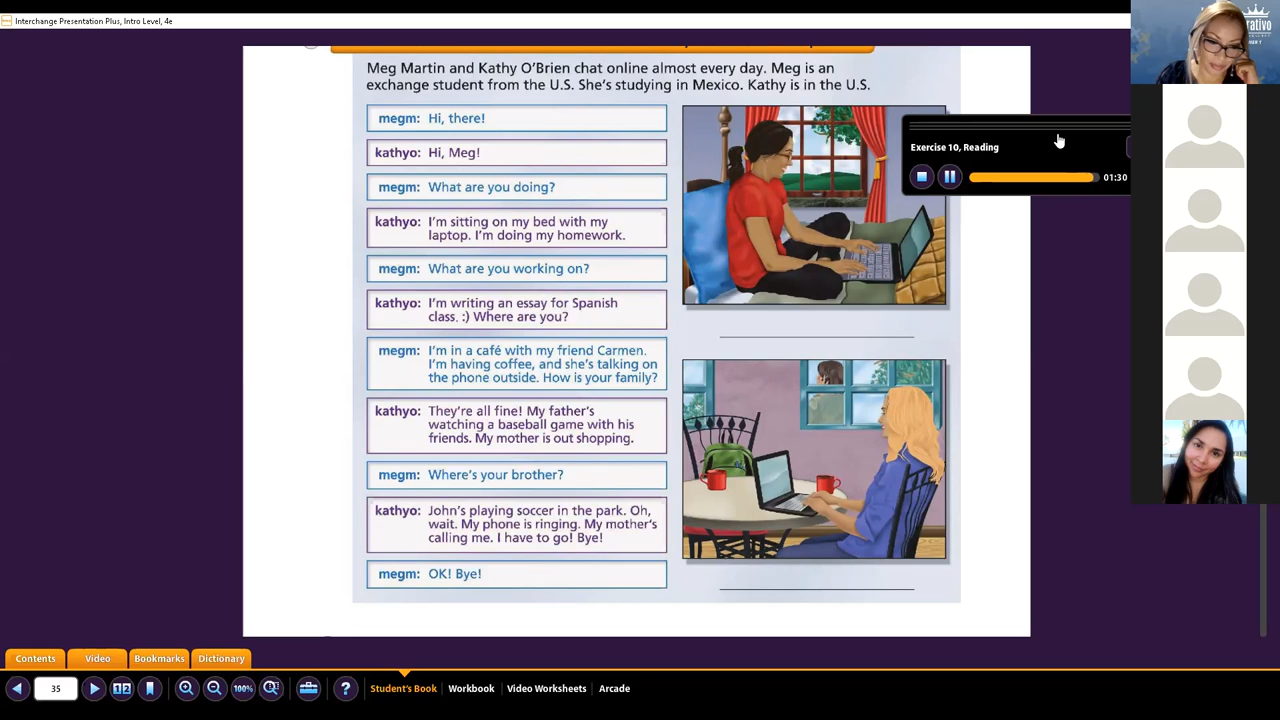 Interchange Presentation Plus, Intro Level, 4e
Meg Martin and Kathy O'Brien chat online almost every day. Meg is an
exchange student from the U.S. She's studying in Mexico. Kathy is in the U.S.
megm: Hi, there!
kathyo: Hi, Meg!
megm: What are you doing?
kathyo: I'm sitting on my bed with my
laptop. I'm doing my homework.
megm: What are you working on?
kathyo: I'm writing an essay for Spanish
class. :) Where are you?
megm: I'm in a café with my friend Carmen.
I'm having coffee, and she's talking on
the phone outside. How is your family?
kathyo: They're all fine! My father's
watching a baseball game with his
friends. My mother is out shopping.
megm: Where's your brother?
kathyo: John's playing soccer in the park. Oh,
wait. My phone is ringing. My mother's
calling me. I have to go! Bye!
megm: OK! Bye!
Exercise 10, Reading
01:30
Contents Video Bookmarks Dictionary
35 1 2 100% ? Student's Book Workbook Video Worksheets Arcade